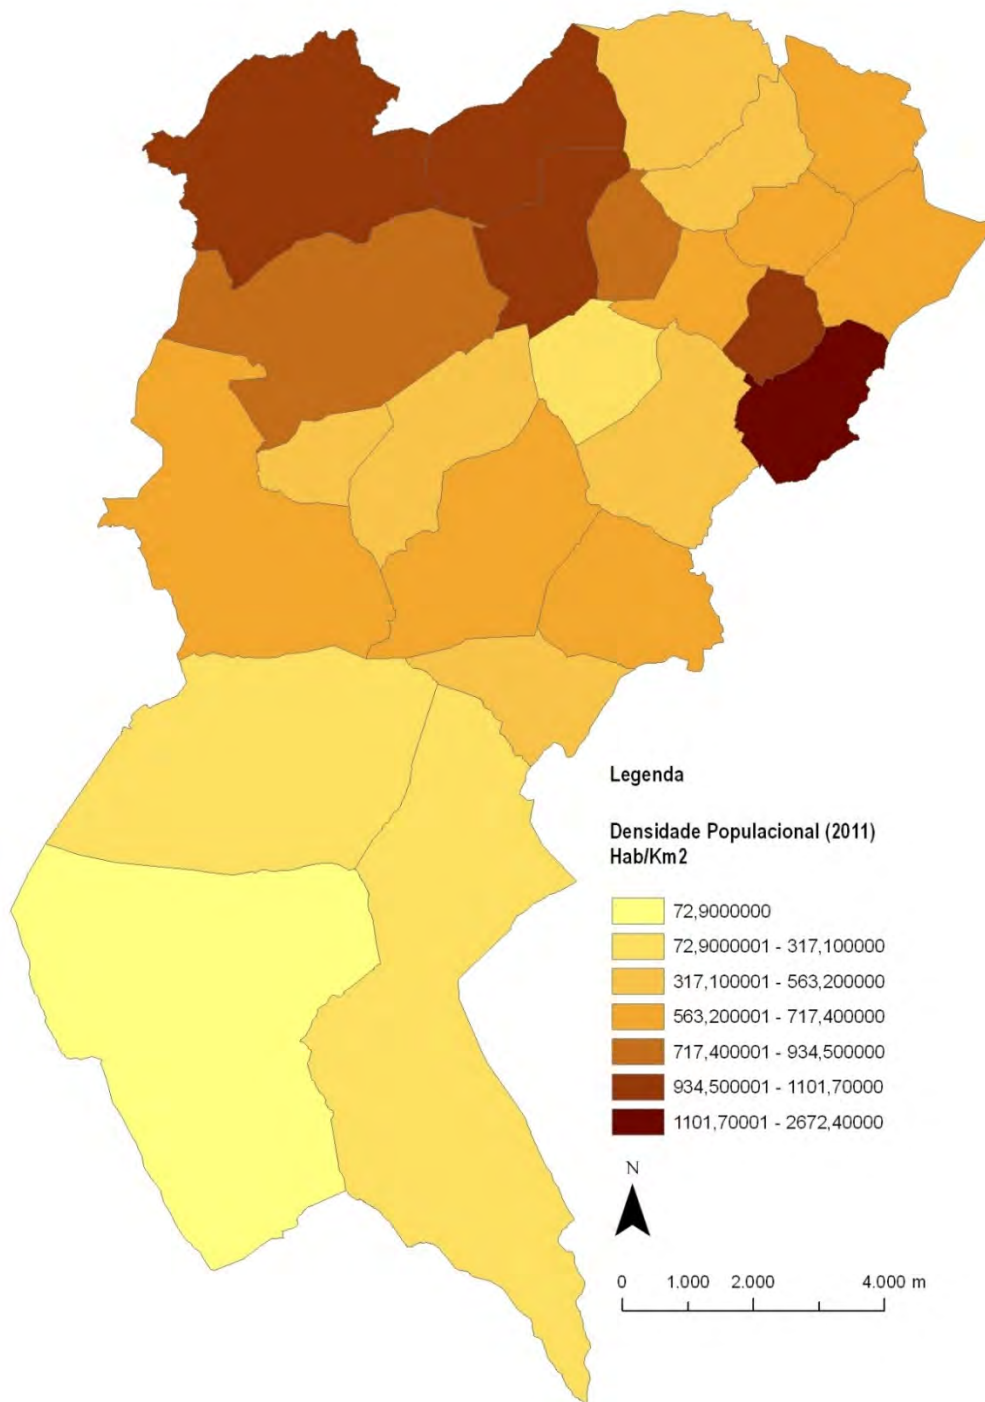 Legenda
Densidade Populacional (2011)
Hab/Km2
72,9000000
72,9000001 - 317,100000
317,100001 - 563,200000
563,200001 - 717,400000
717,400001 - 934,500000
934,500001 - 1101,70000
1101,70001 - 2672,40000
N
0 1.000 2.000 4.000 m